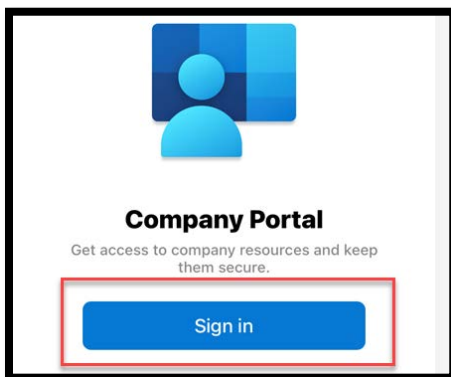 Company Portal
Get access to company resources and keep
them secure.
Sign in